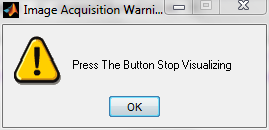 Image Acquisition Warni...
Press The Button Stop Visualizing
OK